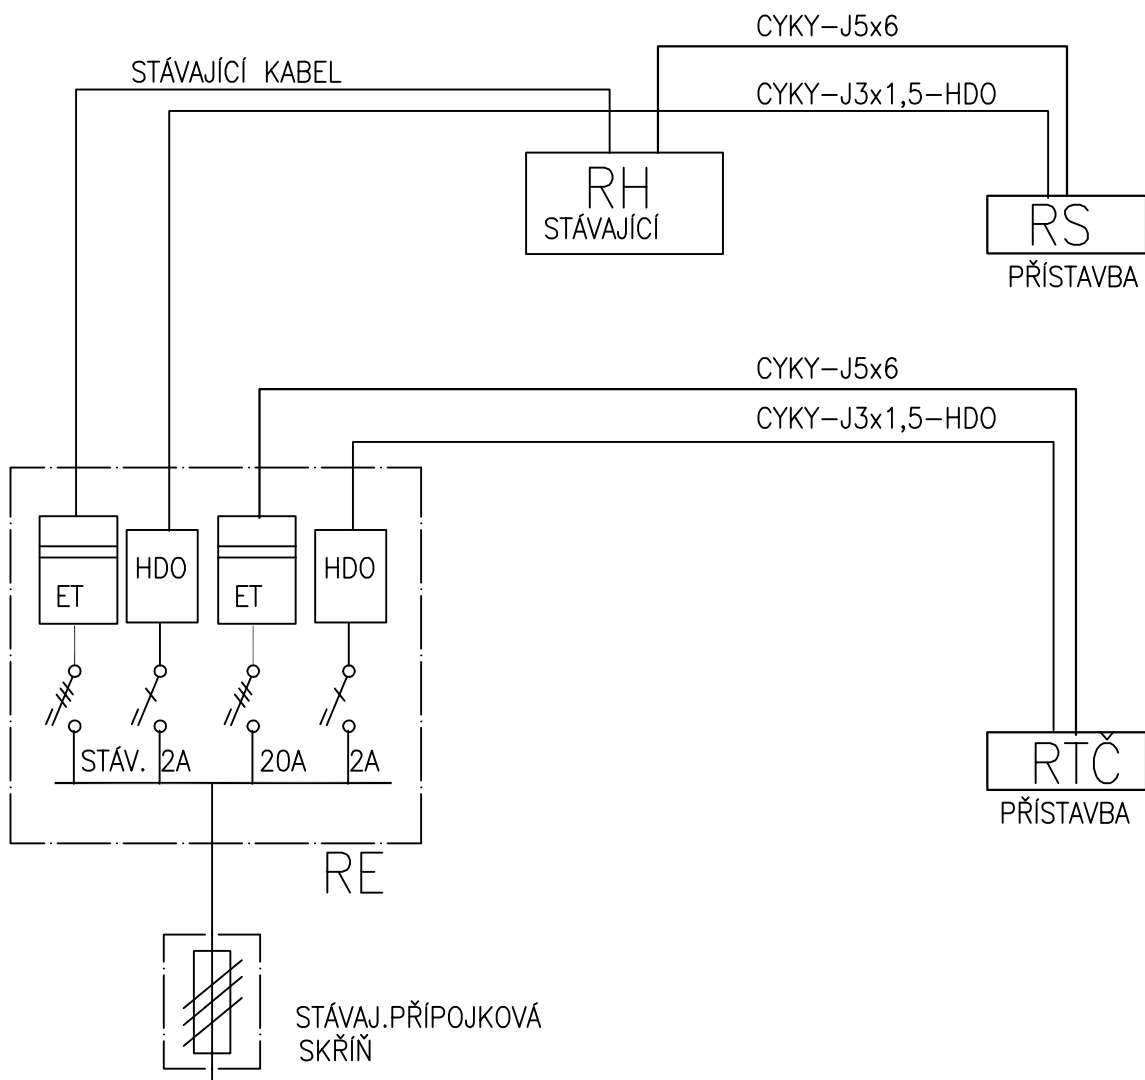 CYKY-J5x6
STÁVAJÍCÍ KABEL
CYKY-J3x1,5-HDO
RH
STÁVAJÍCÍ
RS
PŘÍSTAVBA
CYKY-J5x6
CYKY-J3x1,5-HDO
HDO
HDO
ET
ET
STÁV.
2A
20A
2A
RTČ
PŘÍSTAVBA
RE
STÁVAJ.PŘÍPOJKOVÁ
SKŘÍŇ